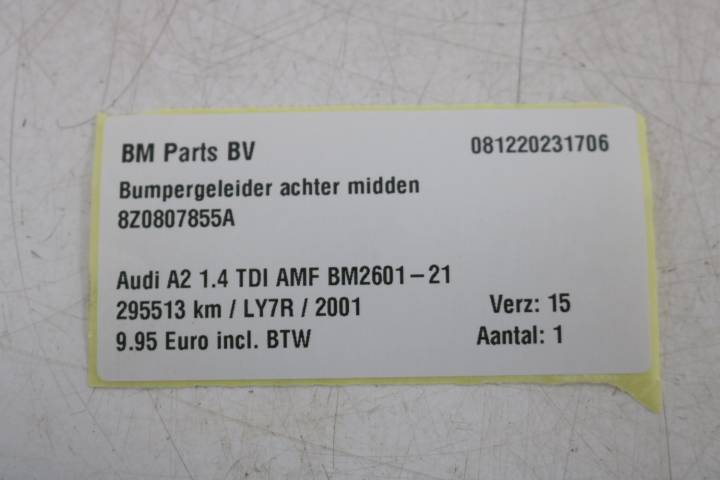 BM Parts BV 081220231706
Bumpergeleider achter midden
8Z0807855A
Audi A2 1.4 TDI AMF BM2601-21
295513 km / LY7R / 2001 Verz: 15
9.95 Euro incl. BTW Aantal: 1